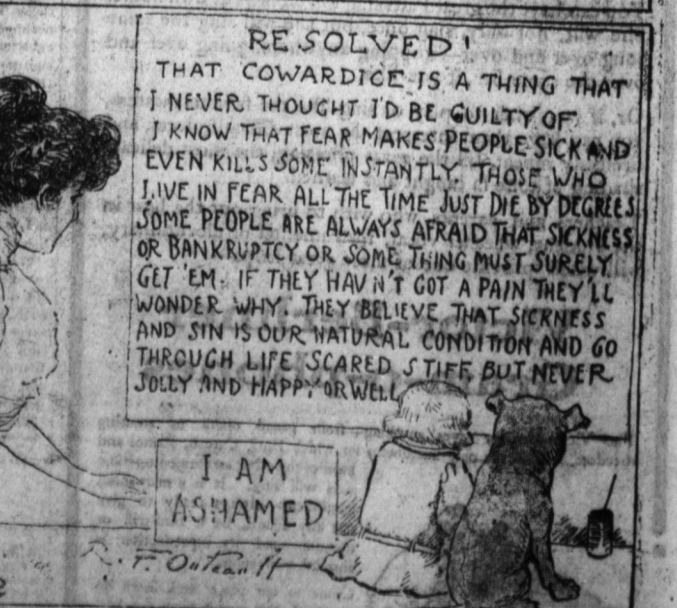 RESOLVED!
THAT COWARDICE IS A THING THAT
I NEVER THOUGHT I'D BE GUILTY OF.
I KNOW THAT FEAR MAKES PEOPLE SICK AND
EVEN KILLS SOME INSTANTLY. THOSE WHO
LIVE IN FEAR ALL THE TIME JUST DIE BY DEGREES
SOME PEOPLE ARE ALWAYS AFRAID THAT SICKNESS
OR BANKRUPTCY OR SOME THING MUST SURELY
GET 'EM. IF THEY HAVN'T GOT A PAIN THEY'LL
WONDER WHY. THEY BELIEVE THAT SICKNESS
AND SIN IS OUR NATURAL CONDITION AND GO
THROUGH LIFE SCARED STIFF, BUT NEVER
JOLLY AND HAPPY OR WELL
I AM
ASHAMED
R. F. Outcault